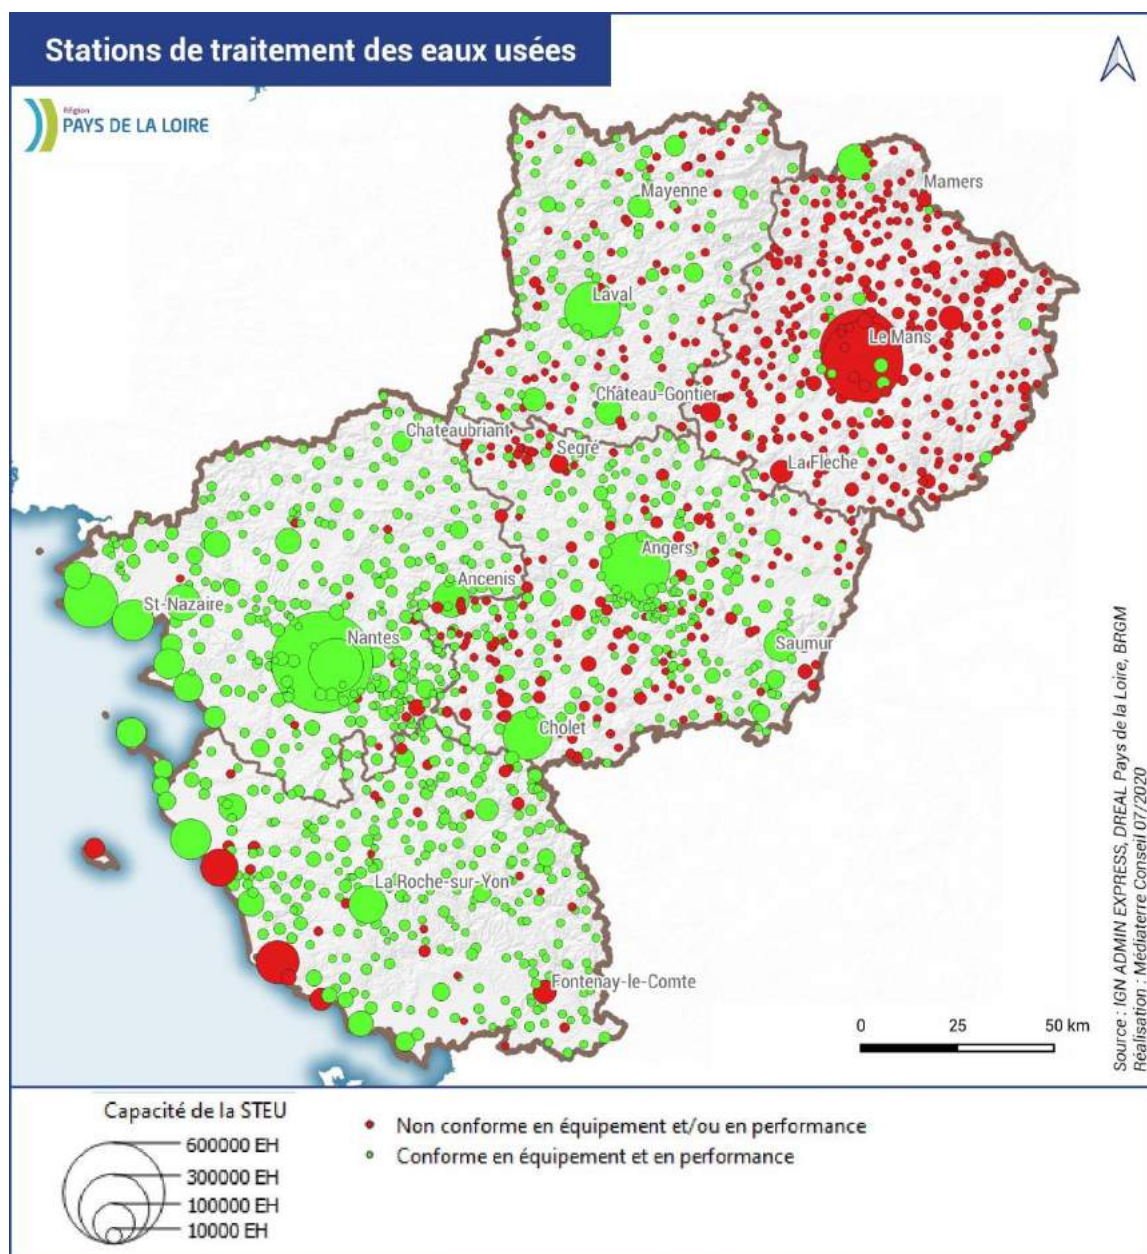 Stations de traitement des eaux usées
Région
PAYS DE LA LOIRE
Mayenne
Mamers
Laval
Le Mans
Château-Gontier
Chateaubriant
Segré
La Flèche
Angers
Ancenis
St-Nazaire
Nantes
Saumur
Cholet
La Roche-sur-Yon
Fontenay-le-Comte
0 25 50 km
Source : IGN ADMIN EXPRESS, DREAL Pays de la Loire, BRGM
Réalisation : Médiaterre Conseil 07/2020
Capacité de la STEU
600000 EH
300000 EH
100000 EH
10000 EH
Non conforme en équipement et/ou en performance
Conforme en équipement et en performance